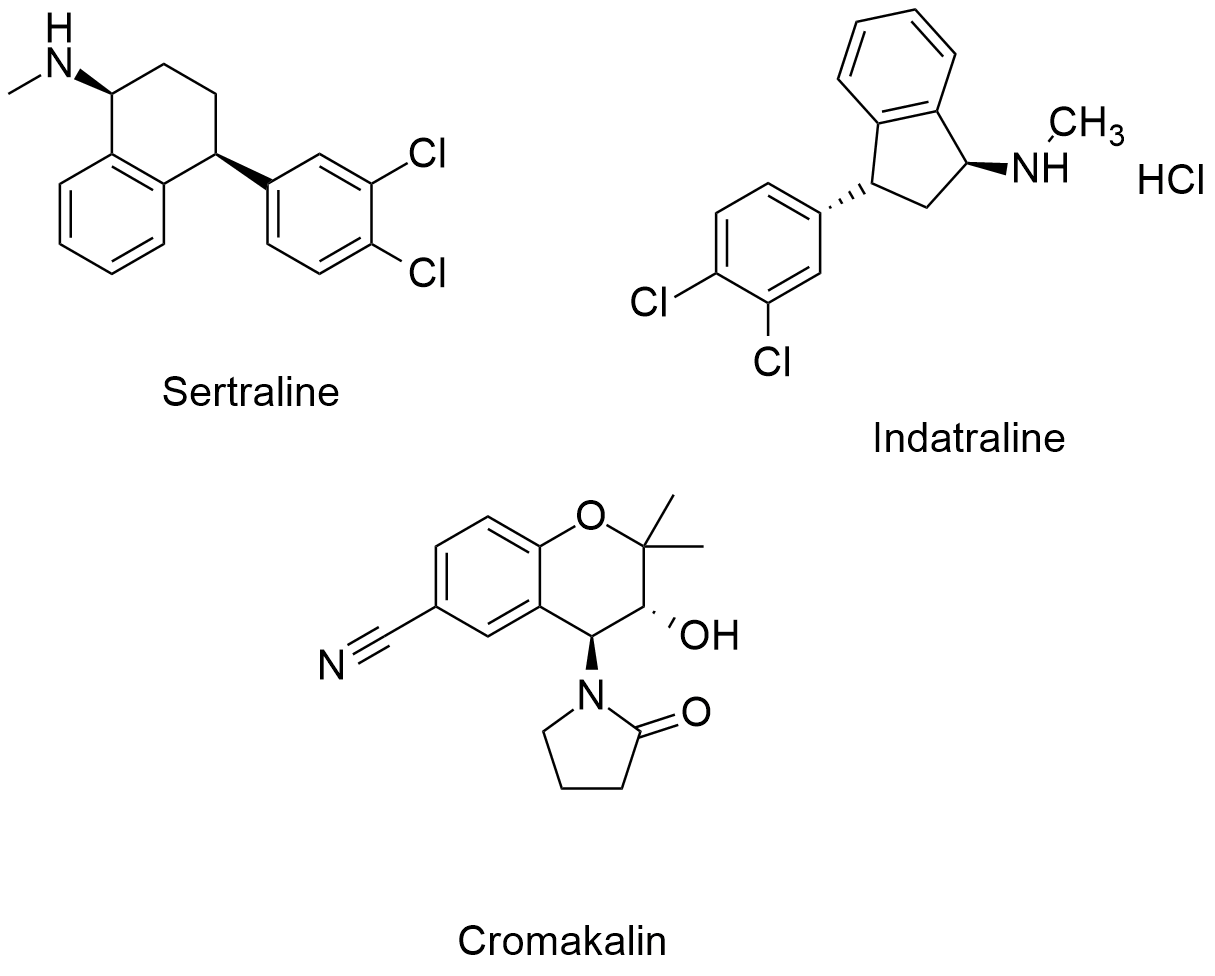 H
N
Cl
Cl
Sertraline
CH3
NH
HCl
Cl
Cl
Indatraline
O
OH
N
N
O
Cromakalin